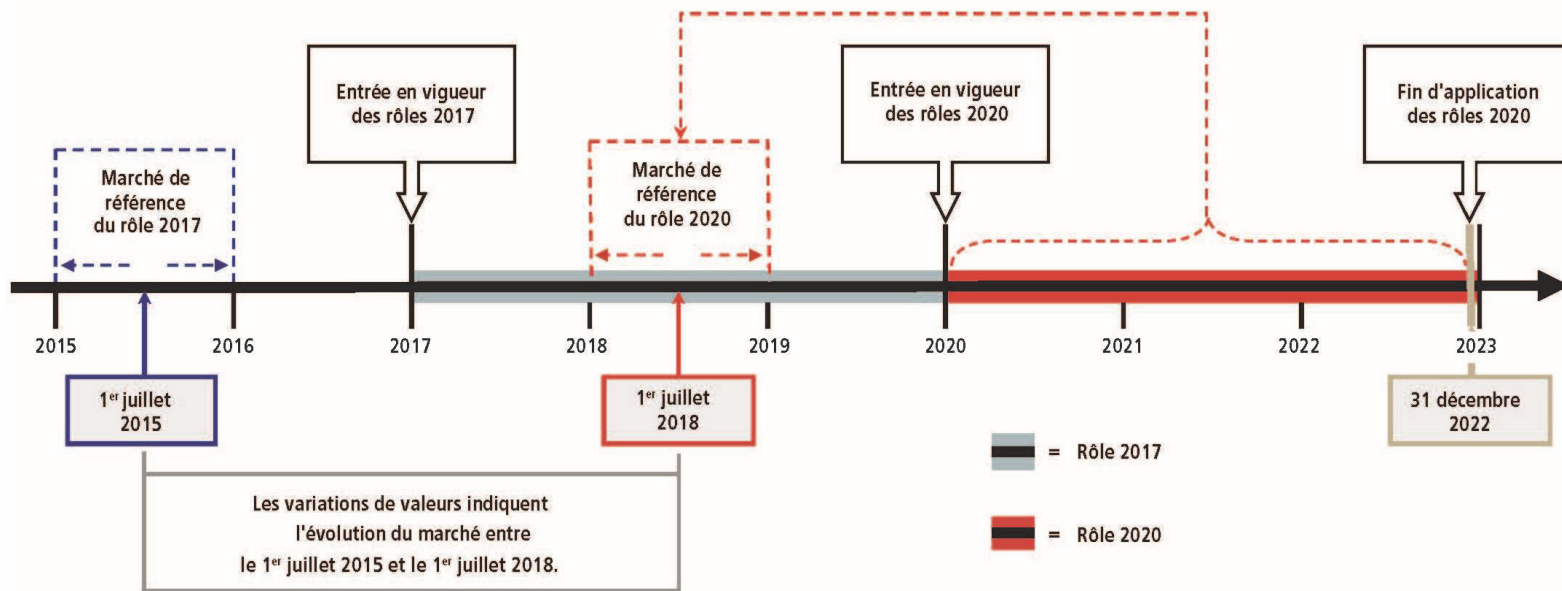 Entrée en vigueur
des rôles 2017
Entrée en vigueur
des rôles 2020
Fin d'application
des rôles 2020
Marché de
référence
du rôle 2017
Marché de
référence
du rôle 2020
2015
2016
2017
2018
2019
2020
2021
2022
2023
1er juillet
2015
1er juillet
2018
31 décembre
2022
= Rôle 2017
Les variations de valeurs indiquent
l'évolution du marché entre
le 1er juillet 2015 et le 1er juillet 2018.
= Rôle 2020